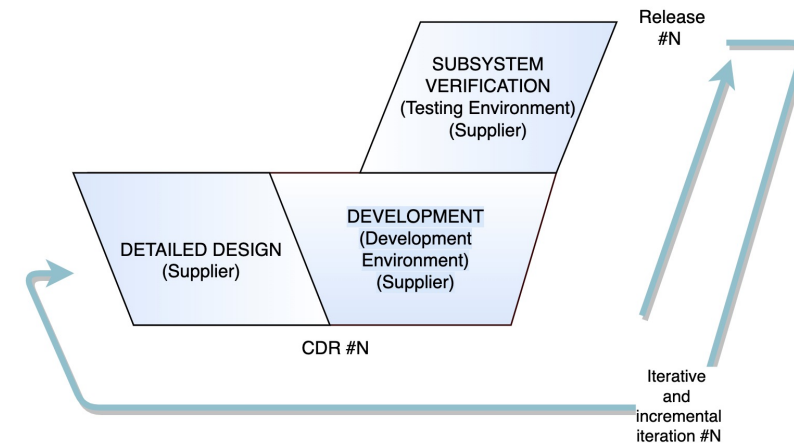 Release
#N
SUBSYSTEM
VERIFICATION
(Testing Environment)
(Supplier)
DETAILED DESIGN
(Supplier)
DEVELOPMENT
(Development
Environment)
(Supplier)
CDR #N
Iterative
and
incremental
iteration #N